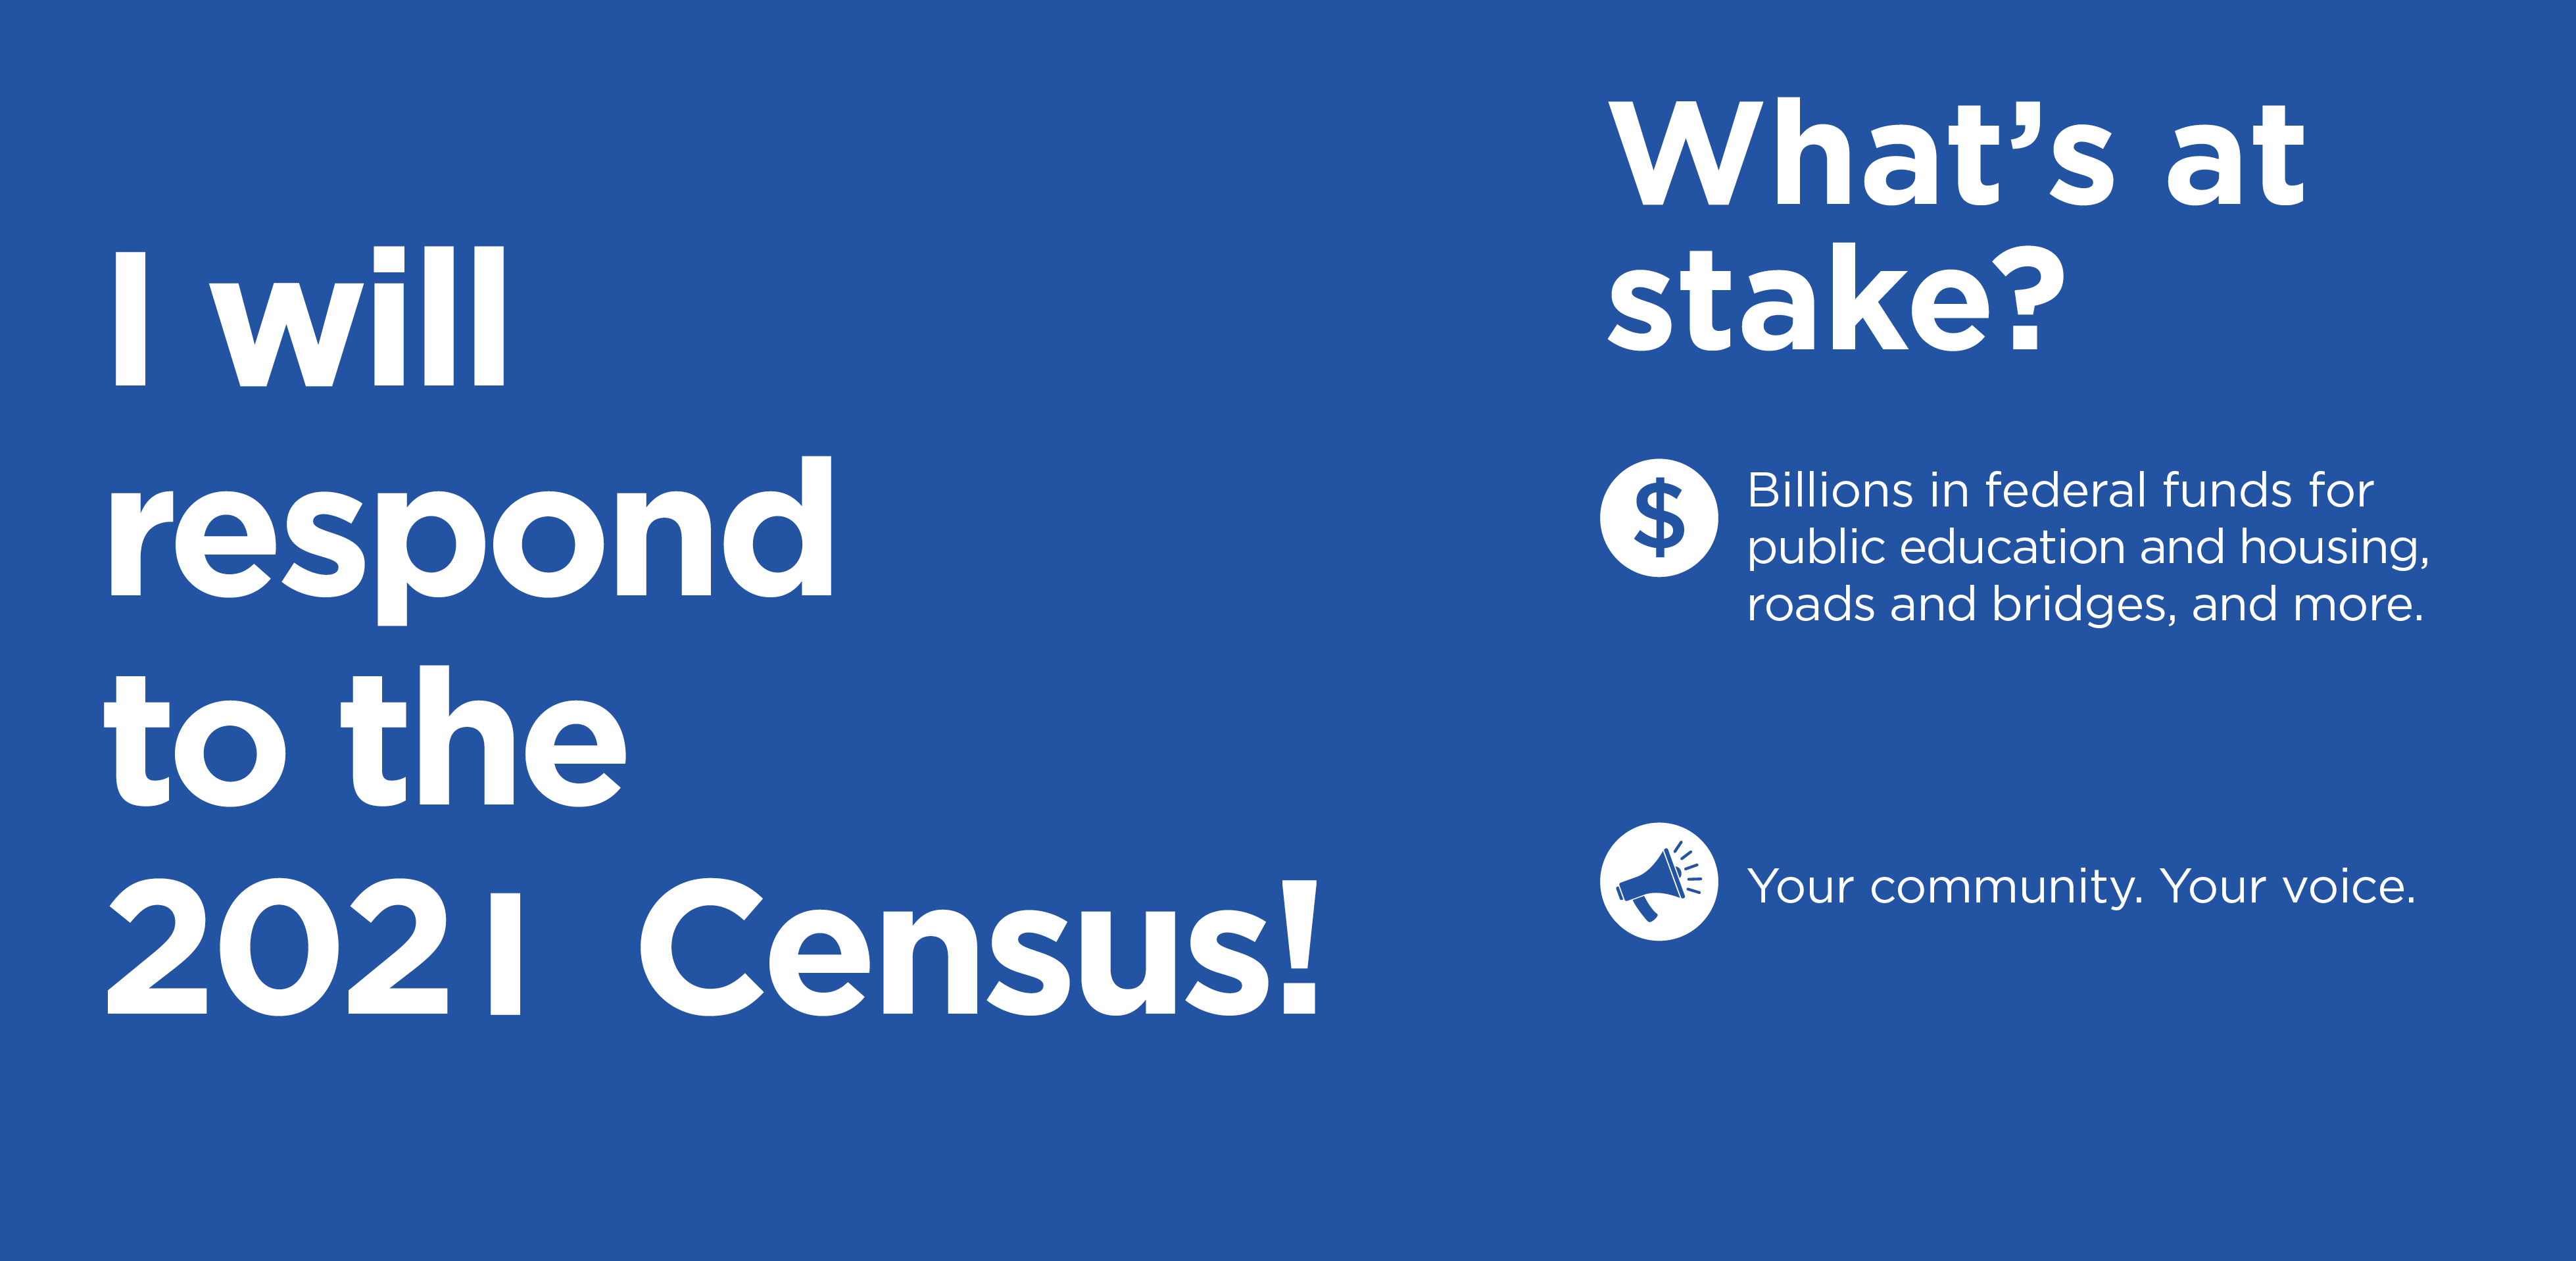 I will
respond
to the
2021 Census!
What’s at
stake?
$
Billions in federal funds for
public education and housing,
roads and bridges, and more.
Your community. Your voice.